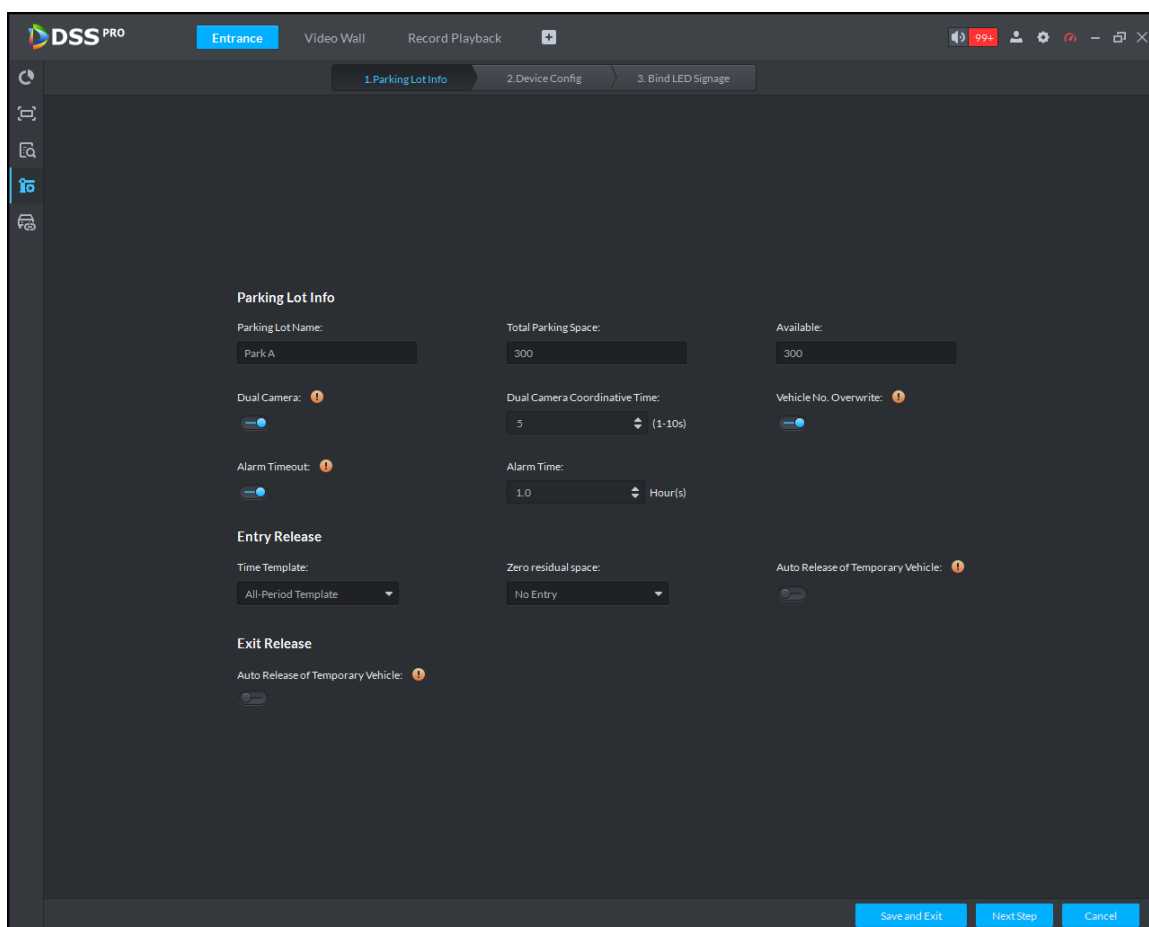 DSS PRO Entrance Video Wall Record Playback 99+
1.Parking Lot Info 2.Device Config 3. Bind LED Signage
Parking Lot Info
Parking Lot Name: Total Parking Space: Available:
Park A 300 300
Dual Camera: Dual Camera Coordinative Time: Vehicle No. Overwrite:
5 (1-10s)
Alarm Timeout: Alarm Time:
1.0 Hour(s)
Entry Release
Time Template: Zero residual space: Auto Release of Temporary Vehicle:
All-Period Template No Entry
Exit Release
Auto Release of Temporary Vehicle:
Save and Exit Next Step Cancel